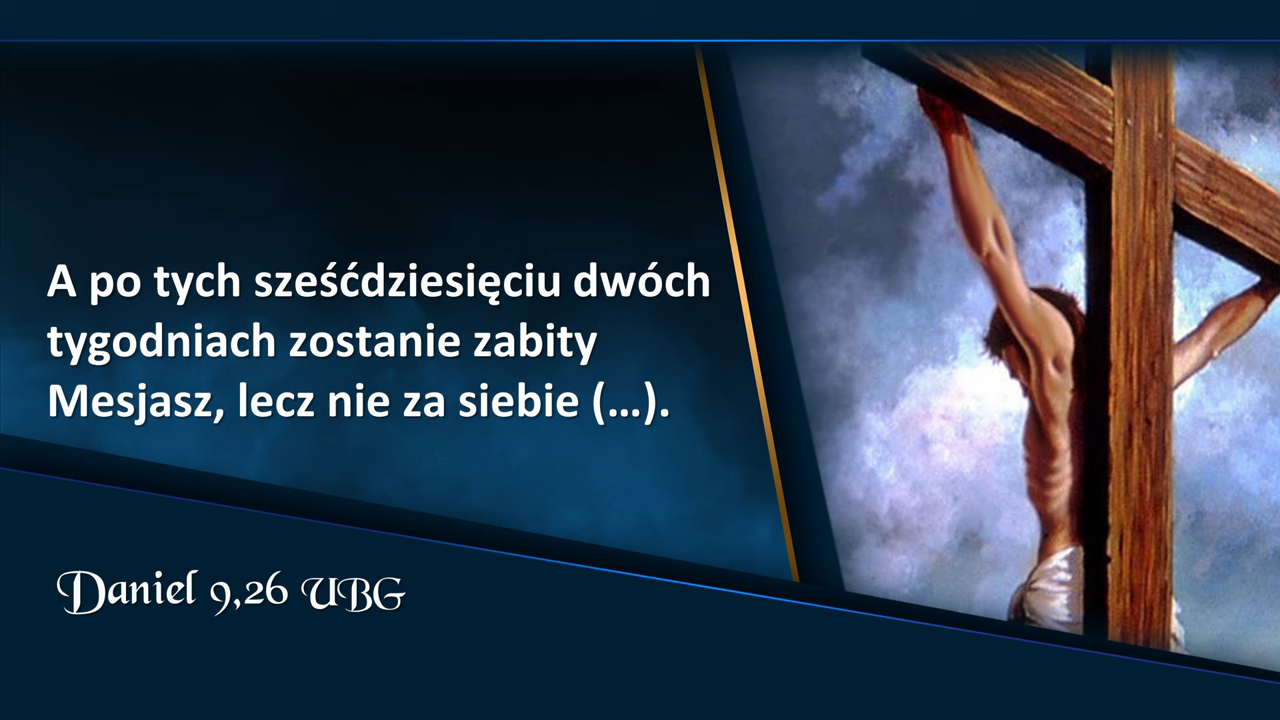 A po tych sześćdziesięciu dwóch
tygodniach zostanie zabity
Mesjasz, lecz nie za siebie (...).
Daniel 9,26 UBG